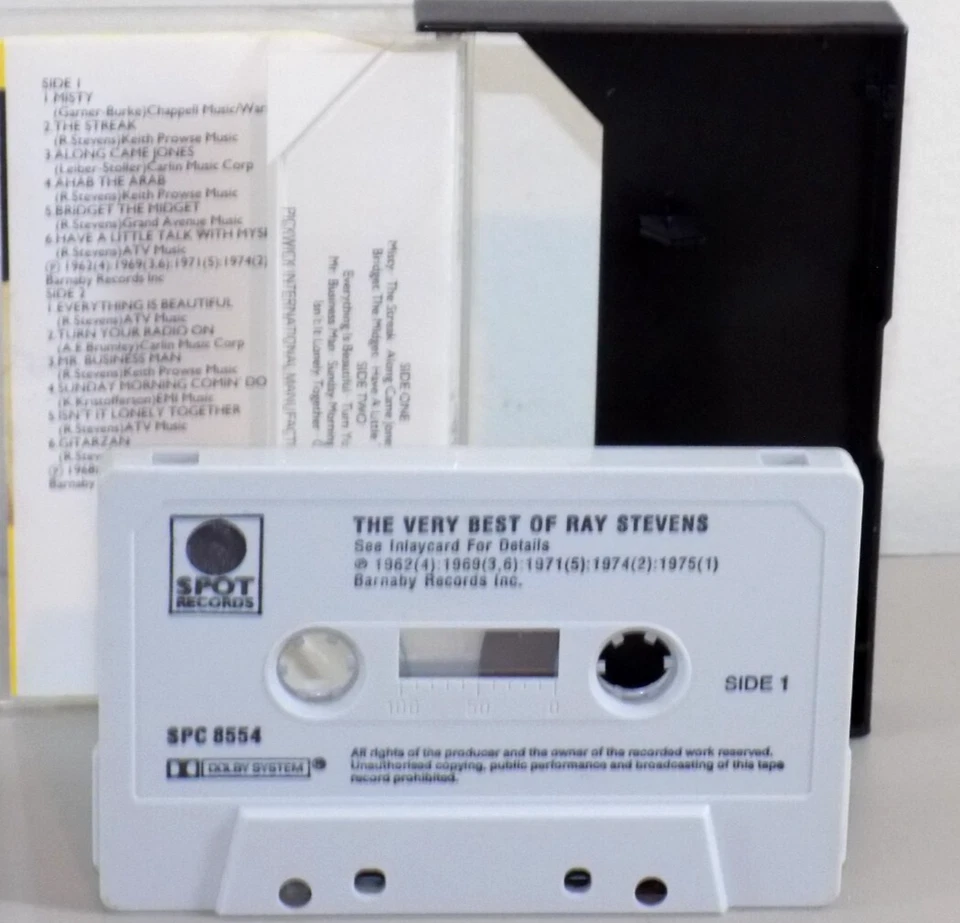 SIDE 1
1.MISTY
(Garner-Burke)Chappell Music/War
2.THE STREAK
(R.Stevens)Keith Prowse Music
3.ALONG CAME JONES
(Leiber-Stoller)Carlin Music Corp
4.AHAB THE ARAB
(R.Stevens)Keith Prowse Music
5.BRIDGET THE MIDGET
(R.Stevens)Grand Avenue Music
6.HAVE A LITTLE TALK WITH MYS
(R.Stevens)ATV Music
℗ 1962(4):1969(3,6):1971(5):1974(2)
Barnaby Records Inc
SIDE 2
1.EVERYTHING IS BEAUTIFUL
(R.Stevens)ATV Music
2.TURN YOUR RADIO ON
(A.E.Brumley)Carlin Music Corp
3.MR. BUSINESS MAN
(R.Stevens)Keith Prowse Music
4.SUNDAY MORNING COMIN' DO
(K.Kristofferson)EMI Music
5.ISN'T IT LONELY TOGETHER
(R.Stevens)ATV Music
6.GITARZAN
(R.Steve
℗ 1968(
Barnaby
SIDE ONE
Misty · The Streak · Along Came Jone
Bridget The Midget · Have A Little
SIDE TWO
Everything Is Beautiful · Turn Yo
Mr. Business Man · Sunday Morning
Isn't It Lonely Together ·
PICKWICK INTERNATIONAL MANUFACT
SPOT
RECORDS
THE VERY BEST OF RAY STEVENS
See Inlaycard For Details
℗ 1962(4):1969(3,6):1971(5):1974(2):1975(1)
Barnaby Records Inc.
SIDE 1
100 50 0
SPC 8554
DOLBY SYSTEM ®
All rights of the producer and the owner of the recorded work reserved.
Unauthorised copying, public performance and broadcasting of this tape
record prohibited.